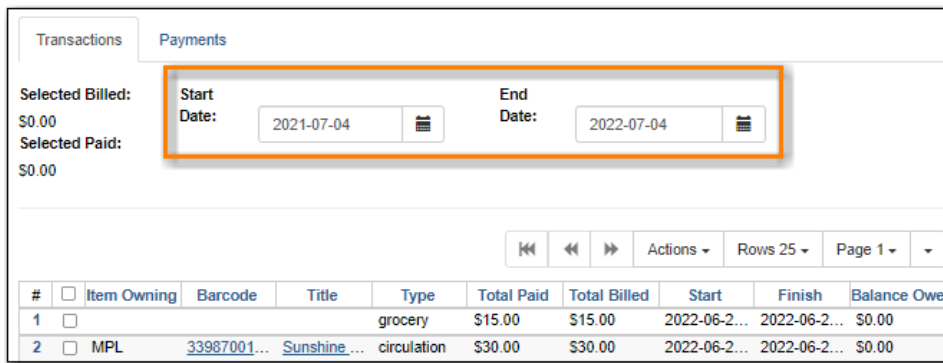 Transactions Payments
Selected Billed: Start Date: 2021-07-04 End Date: 2022-07-04
$0.00
Selected Paid:
$0.00
Actions Rows 25 Page 1
# Item Owning Barcode Title Type Total Paid Total Billed Start Finish Balance Owe
1 grocery $15.00 $15.00 2022-06-2... 2022-06-2... $0.00
2 MPL 33987001... Sunshine ... circulation $30.00 $30.00 2022-06-2... 2022-06-2... $0.00